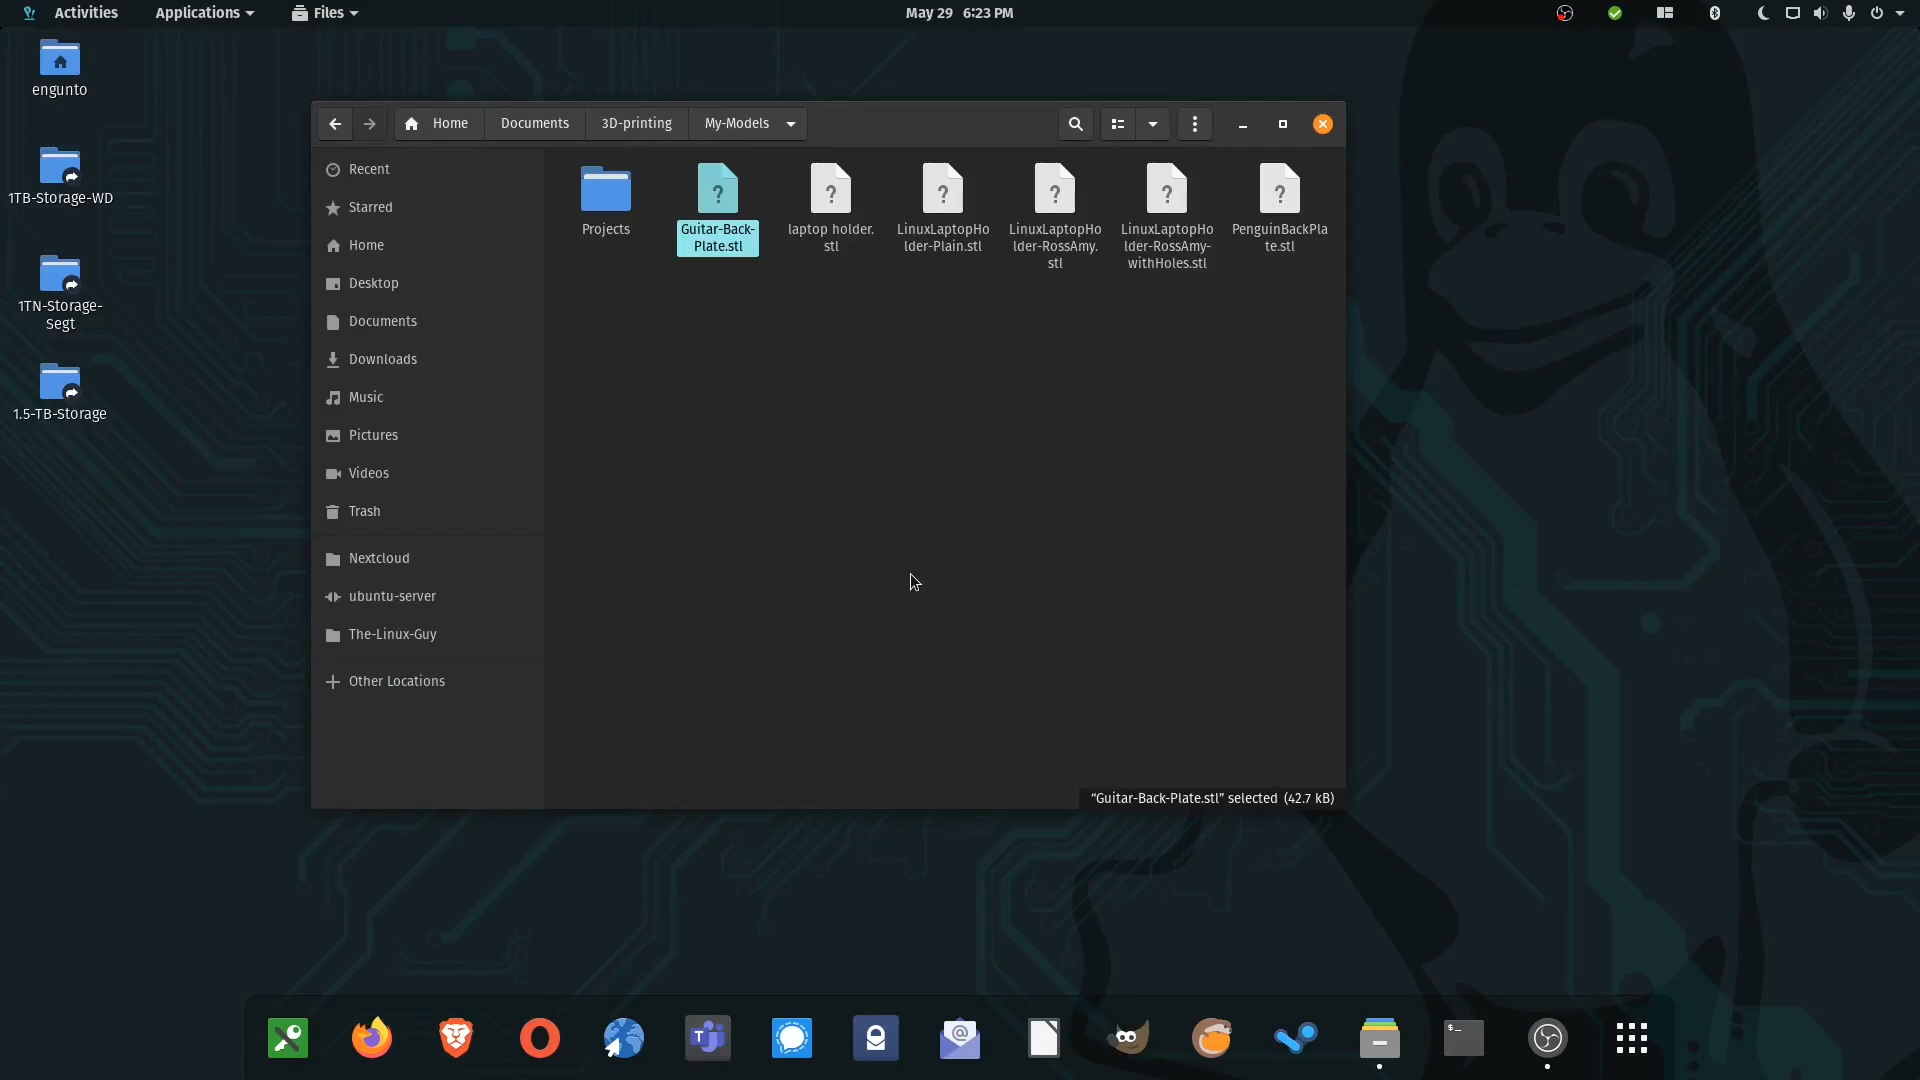 Activities
Applications
Files
May 29 6:23 PM
engunto
1TB-Storage-WD
1TN-Storage-
Segt
1.5-TB-Storage
Home
Documents
3D-printing
My-Models
Recent
Starred
Home
Desktop
Documents
Downloads
Music
Pictures
Videos
Trash
Nextcloud
ubuntu-server
The-Linux-Guy
Other Locations
Projects
Guitar-Back-
Plate.stl
laptop holder.
stl
LinuxLaptopHo
lder-Plain.stl
LinuxLaptopHo
lder-RossAmy.
stl
LinuxLaptopHo
lder-RossAmy-
withHoles.stl
PenguinBackPla
te.stl
"Guitar-Back-Plate.stl" selected (42.7 kB)